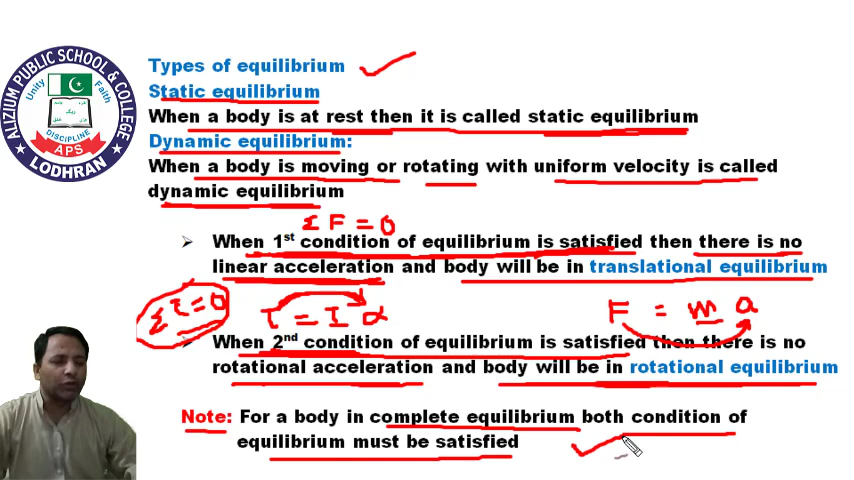 ALIZIUM PUBLIC SCHOOL & COLLEGE
Unity
Faith
DISCIPLINE
APS
LODHRAN
Types of equilibrium
Static equilibrium
When a body is at rest then it is called static equilibrium
Dynamic equilibrium:
When a body is moving or rotating with uniform velocity is called
dynamic equilibrium
Σ F = 0
When 1st condition of equilibrium is satisfied then there is no
linear acceleration and body will be in translational equilibrium
Στ=0
τ = I α
F = m a
When 2nd condition of equilibrium is satisfied then there is no
rotational acceleration and body will be in rotational equilibrium
Note: For a body in complete equilibrium both condition of
equilibrium must be satisfied